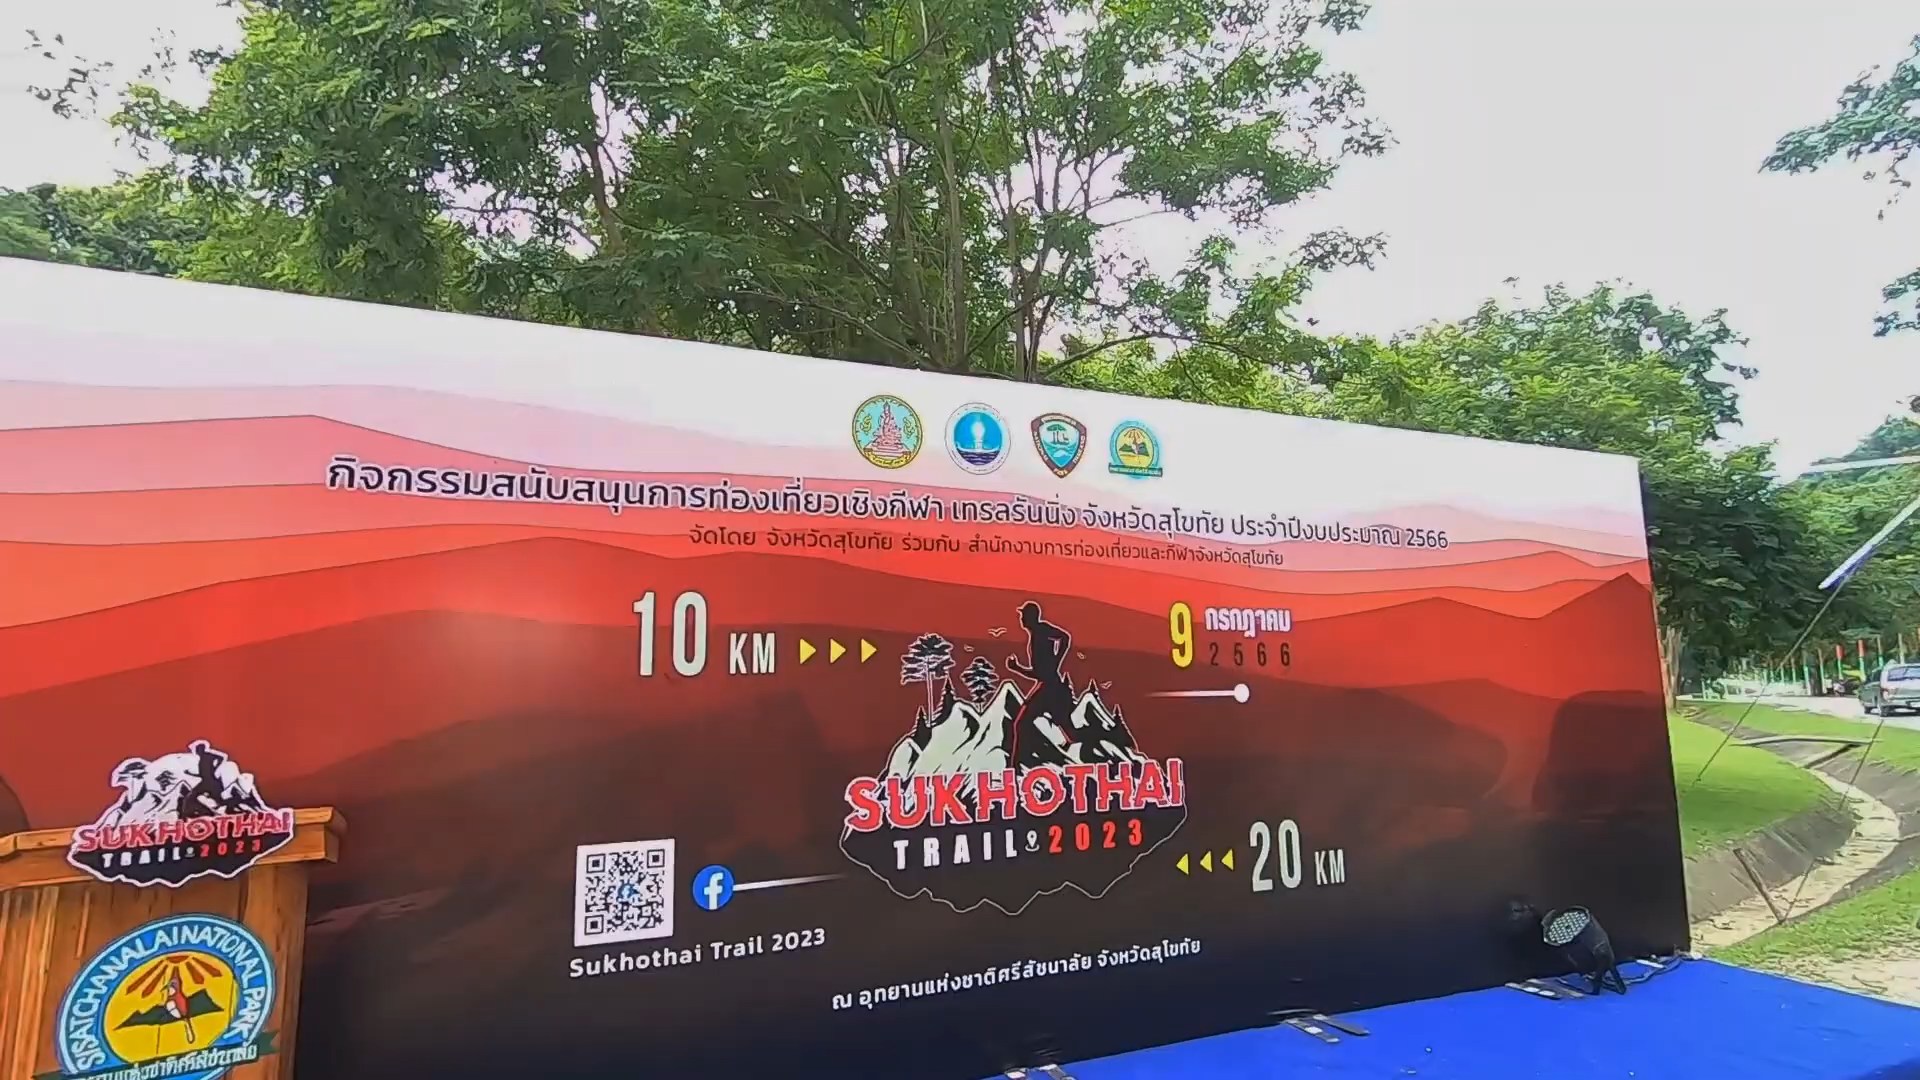 กิจกรรมสนับสนุนการท่องเที่ยวเชิงกีฬา เทรลรันนิ่ง จังหวัดสุโขทัย ประจำปีงบประมาณ 2566
จัดโดย จังหวัดสุโขทัย ร่วมกับ สำนักงานการท่องเที่ยวและกีฬาจังหวัดสุโขทัย
10 KM
9 กรกฎาคม
2566
SUKHOTHAI
TRAIL 2023
20 KM
Sukhothai Trail 2023
ณ อุทยานแห่งชาติศรีสัชนาลัย จังหวัดสุโขทัย
SUKHOTHAI
TRAIL 2023
SISATCHANALAI NATIONAL PARK